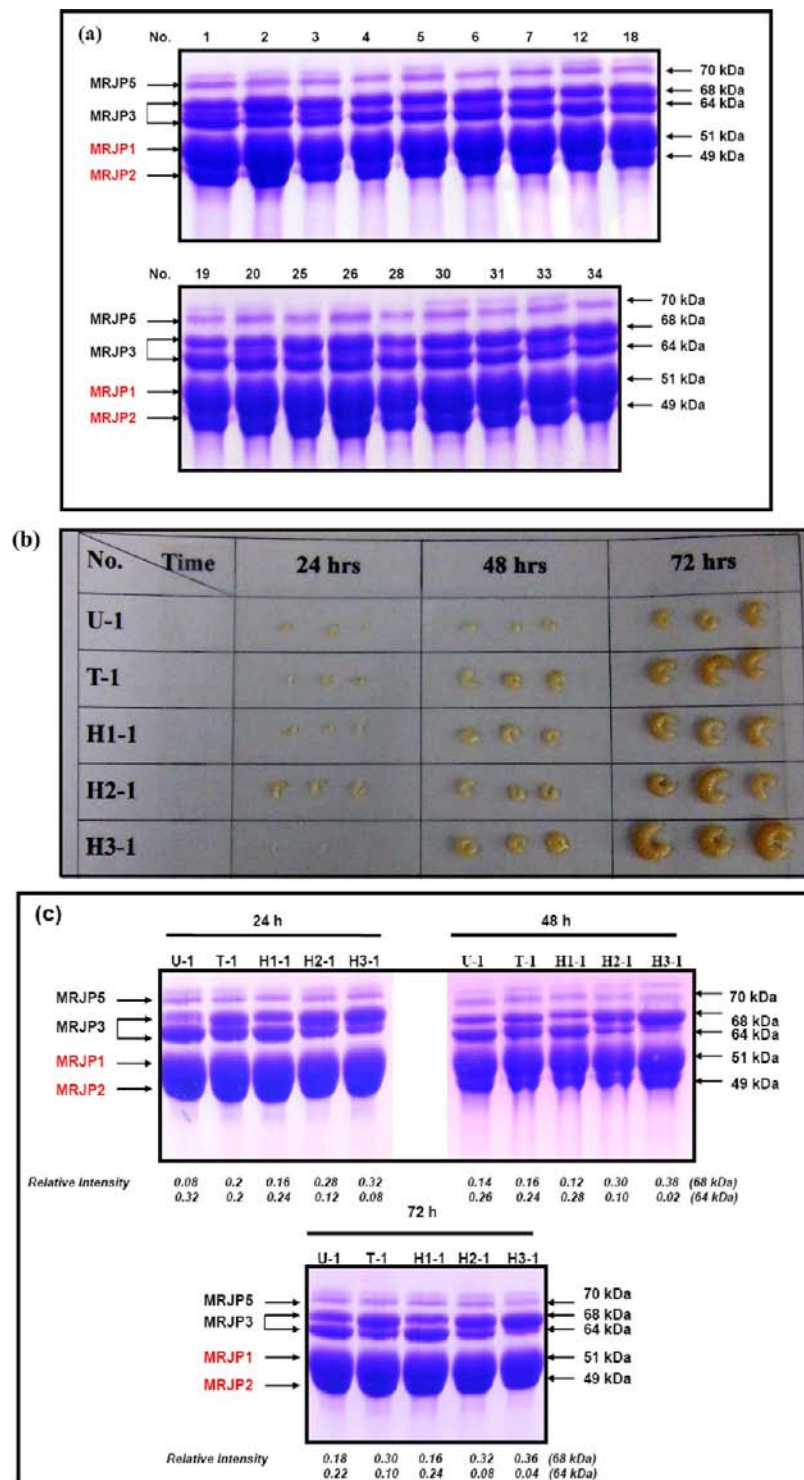 (a)
No. 1 2 3 4 5 6 7 12 18
MRJP5
MRJP3
MRJP1
MRJP2
70 kDa
68 kDa
64 kDa
51 kDa
49 kDa
No. 19 20 25 26 28 30 31 33 34
MRJP5
MRJP3
MRJP1
MRJP2
70 kDa
68 kDa
64 kDa
51 kDa
49 kDa
(b)
No. Time 24 hrs 48 hrs 72 hrs
U-1
T-1
H1-1
H2-1
H3-1
(c)
24 h 48 h
U-1 T-1 H1-1 H2-1 H3-1 U-1 T-1 H1-1 H2-1 H3-1
MRJP5
MRJP3
MRJP1
MRJP2
70 kDa
68 kDa
64 kDa
51 kDa
49 kDa
Relative Intensity 0.08 0.2 0.16 0.28 0.32 0.14 0.16 0.12 0.30 0.38 (68 kDa)
0.32 0.2 0.24 0.12 0.08 0.26 0.24 0.28 0.10 0.02 (64 kDa)
72 h
U-1 T-1 H1-1 H2-1 H3-1
MRJP5
MRJP3
MRJP1
MRJP2
70 kDa
68 kDa
64 kDa
51 kDa
49 kDa
Relative Intensity 0.18 0.30 0.16 0.32 0.36 (68 kDa)
0.22 0.10 0.24 0.08 0.04 (64 kDa)